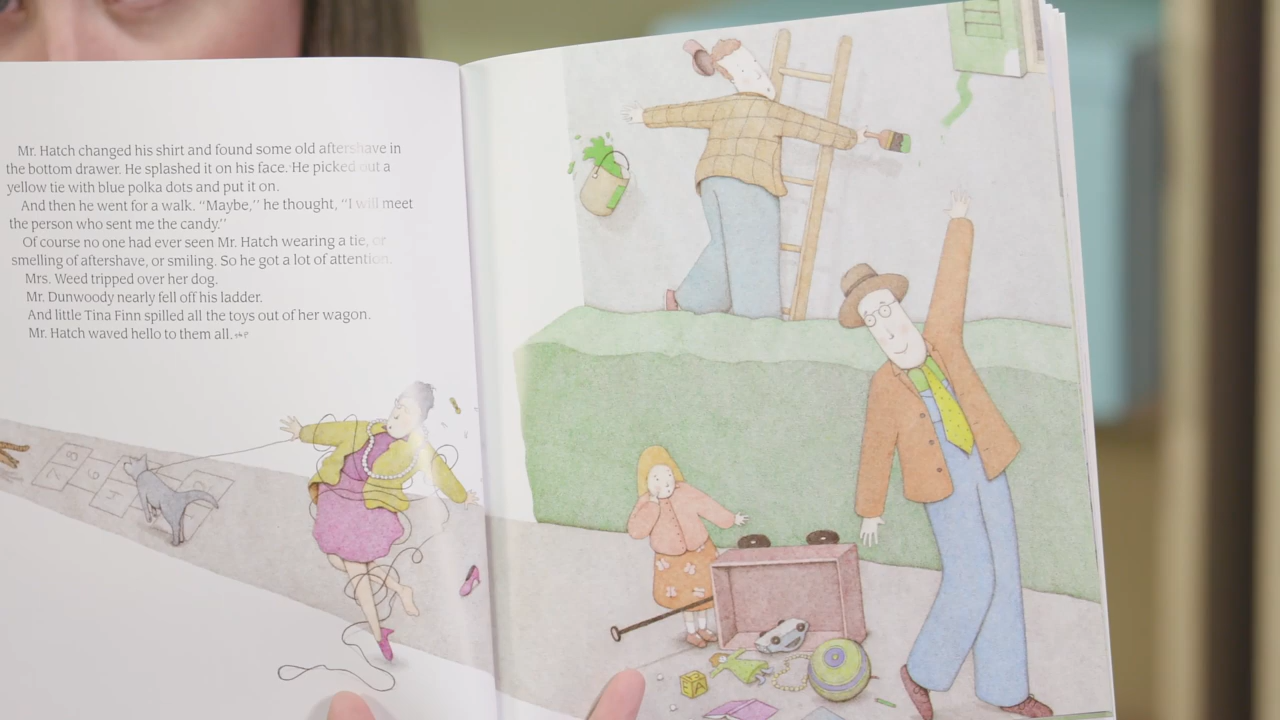 Mr. Hatch changed his shirt and found some old aftershave in
the bottom drawer. He splashed it on his face. He picked out a
yellow tie with blue polka dots and put it on.
And then he went for a walk. “Maybe,” he thought, “I will meet
the person who sent me the candy.”
Of course no one had ever seen Mr. Hatch wearing a tie, or
smelling of aftershave, or smiling. So he got a lot of attention.
Mrs. Weed tripped over her dog.
Mr. Dunwoody nearly fell off his ladder.
And little Tina Finn spilled all the toys out of her wagon.
Mr. Hatch waved hello to them all.
7 8
6
4
2
A